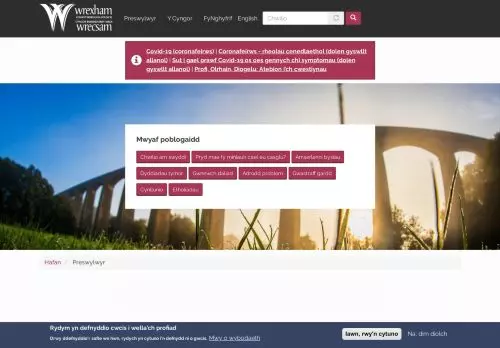 wrexham
wrecsam
Preswylwyr
Y Cyngor
FyNghyfrif
English
Chwilio
Covid-19 (coronafeirws) | Coronafeirws - rheolau cenedlaethol (dolen gyswllt
allanol) | Sut i gael prawf Covid-19 os oes gennych chi symptomau (dolen
gyswllt allanol) | Profi, Olrhain, Diogelu: Atebion i'ch cwestiynau
Mwyaf poblogaidd
Chwilio am swyddi
Pryd mae fy miniau'n cael eu casglu?
Amserlenni bysiau
Dyddiadau tymor
Gwnewch daliad
Adrodd problem
Gwastraff gardd
Cynllunio
Etholiadau
Hafan / Preswylwyr
Rydym yn defnyddio cwcis i wella'ch profiad
Drwy ddefnyddio'r safle we hwn, rydych yn cytuno i'n defnydd ni o gwcis.
Mwy o wybodaeth
Iawn, rwy'n cytuno
Na, dim diolch